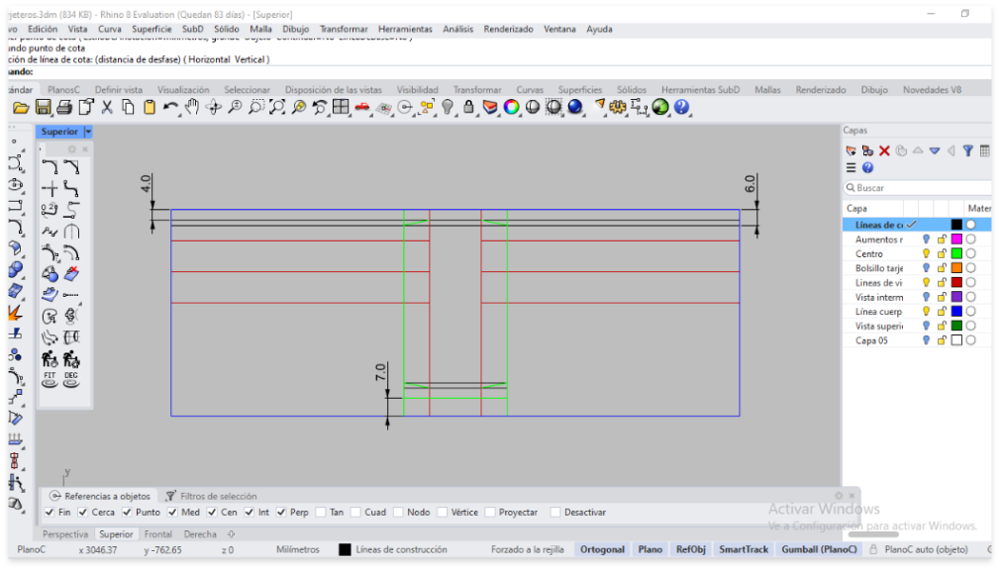 jeteros.3dm (834 KB) - Rhino 8 Evaluation (Quedan 83 días) - [Superior]
vo Edición Vista Curva Superficie SubD Sólido Malla Dibujo Transformar Herramientas Análisis Renderizado Ventana Ayuda
undo punto de cota
ción de línea de cota: (distancia de desfase) ( Horizontal Vertical )
ando:
ándar PlanosC Definir vista Visualización Seleccionar Disposición de las vistas Visibilidad Transformar Curvas Superficies Sólidos Herramientas SubD Mallas Renderizado Dibujo Novedades V8
Superior
Capas
Buscar
Capa Mater
Líneas de c
Aumentos r
Centro
Bolsillo tarje
Lineas de vi
Vista interm
Línea cuerp
Vista superi
Capa 05
4.0
6.0
7.0
FIT DEC
y
Referencias a objetos Filtros de selección
Fin Cerca Punto Med Cen Int Perp Tan Cuad Nodo Vértice Proyectar Desactivar
Activar Windows
Ve a Configuración para activar Windows.
Perspectiva Superior Frontal Derecha
PlanoC x 3046.37 y -762.65 z 0 Milímetros Líneas de construcción Forzado a la rejilla Ortogonal Plano RefObj SmartTrack Gumball (PlanoC) PlanoC auto (objeto)